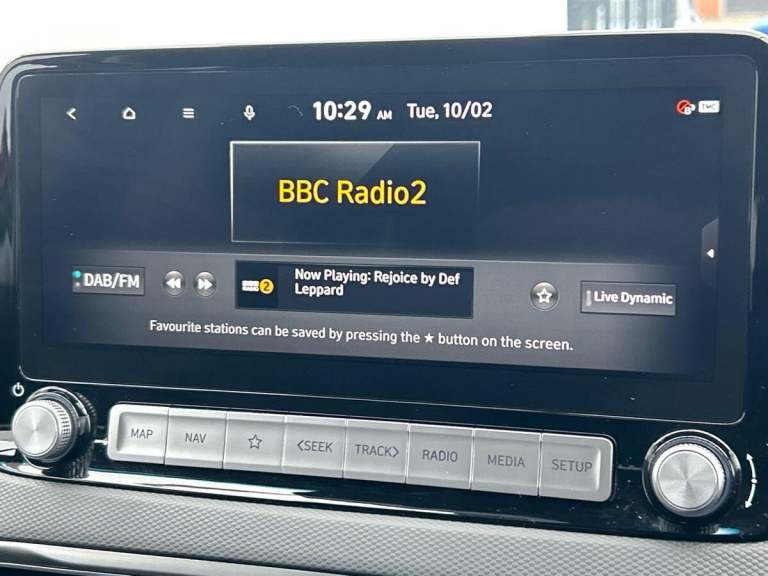 10:29 AM Tue, 10/02 TMC
BBC Radio2
DAB/FM
2
Now Playing: Rejoice by Def
Leppard
Live Dynamic
Favourite stations can be saved by pressing the ★ button on the screen.
MAP NAV ☆ <SEEK TRACK> RADIO MEDIA SETUP